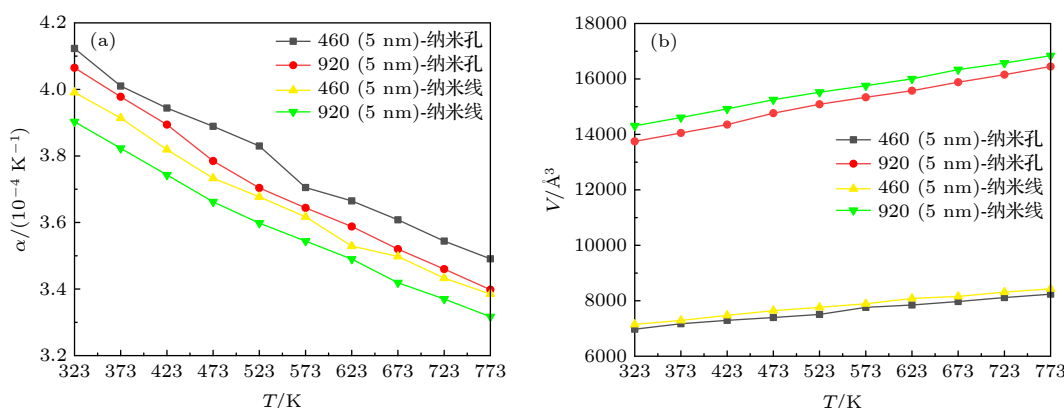 (a)
460 (5 nm)-纳米孔
920 (5 nm)-纳米孔
460 (5 nm)-纳米线
920 (5 nm)-纳米线
4.2
4.0
3.8
3.6
3.4
3.2
α/(10⁻⁴ K⁻¹)
323 373 423 473 523 573 623 673 723 773
T/K
(b)
460 (5 nm)-纳米孔
920 (5 nm)-纳米孔
460 (5 nm)-纳米线
920 (5 nm)-纳米线
18000
16000
14000
12000
10000
8000
6000
V/Å³
323 373 423 473 523 573 623 673 723 773
T/K